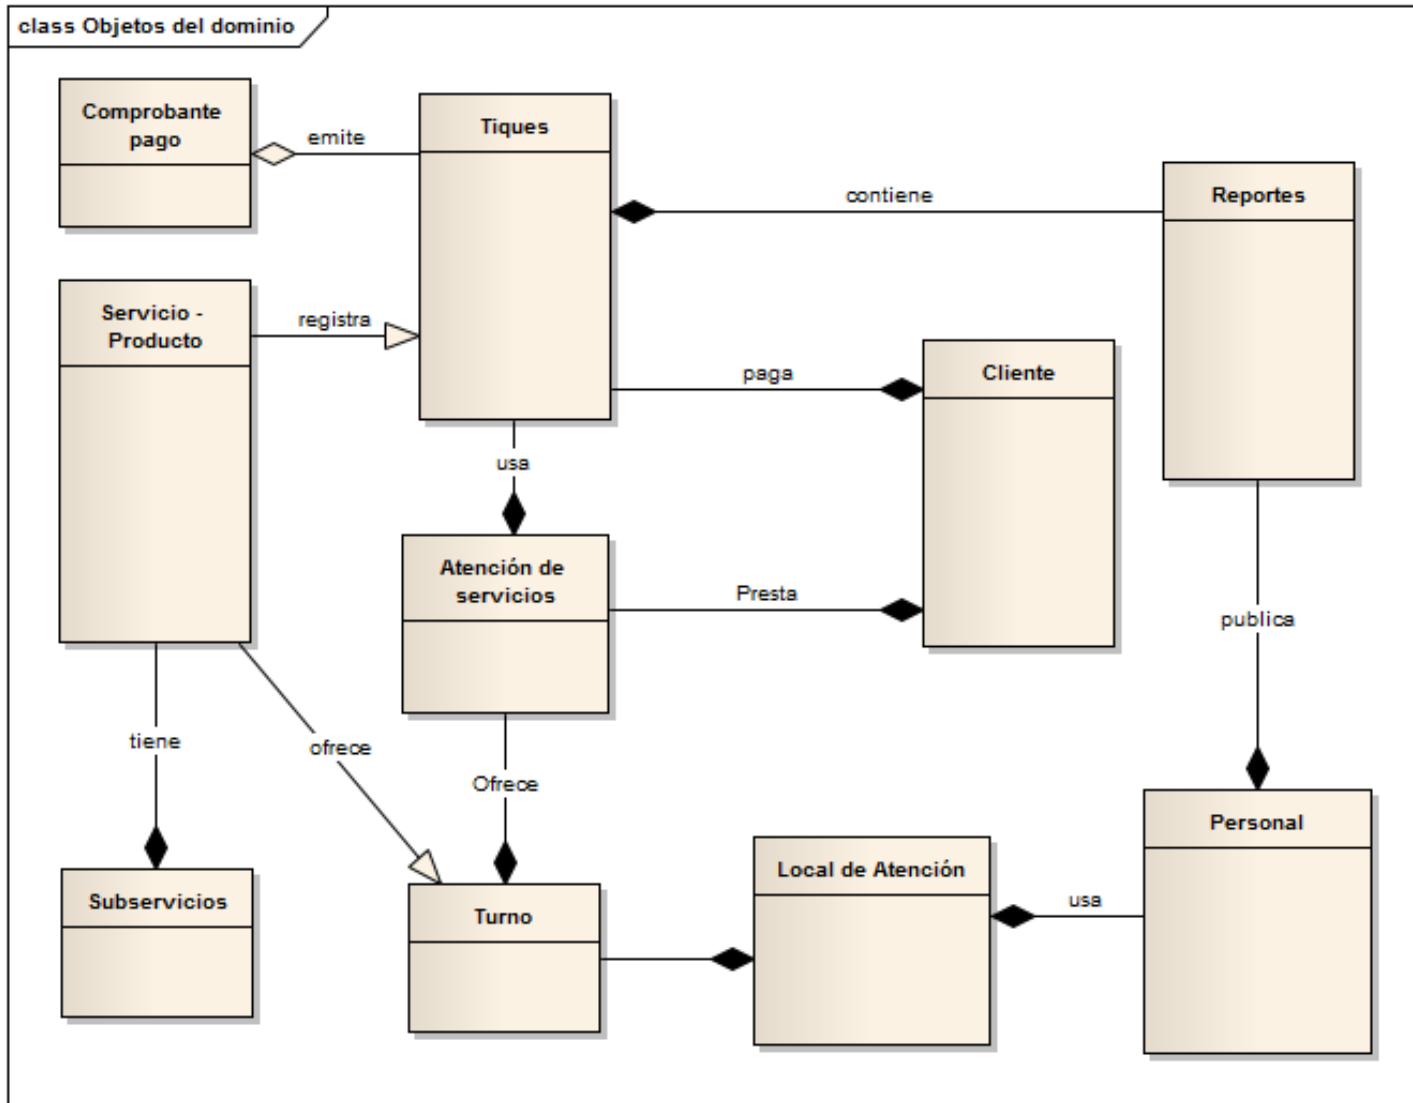 class Objetos del dominio
Comprobante
pago
emite
Tiques
contiene
Reportes
Servicio -
Producto
registra
paga
Cliente
usa
Atención de
servicios
Presta
publica
tiene
ofrece
Ofrece
Subservicios
Turno
Local de Atención
usa
Personal